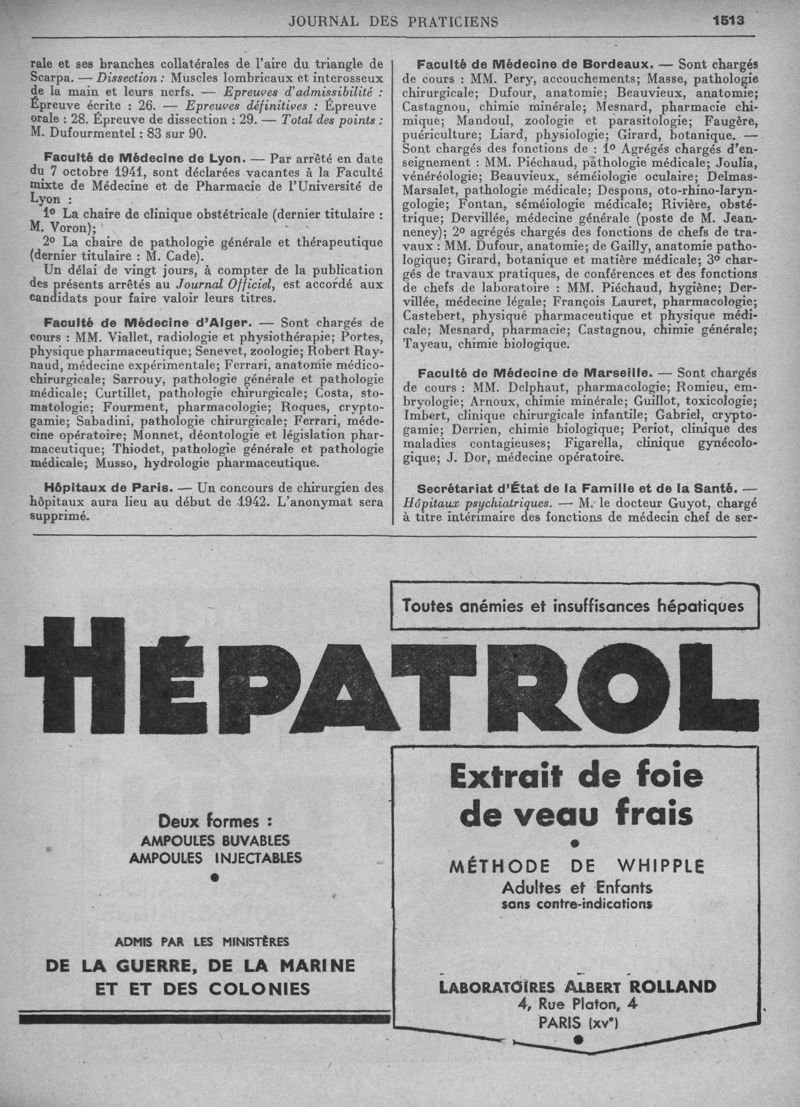 JOURNAL DES PRATICIENS
1513
rale et ses branches collatérales de l'aire du triangle de
Scarpa. — Dissection : Muscles lombricaux et interosseux
de la main et leurs nerfs. — Epreuves d'admissibilité :
Épreuve écrite : 26. — Epreuves définitives : Épreuve
orale : 28. Épreuve de dissection : 29. — Total des points :
M. Dufourmentel : 83 sur 90.
Faculté de Médecine de Lyon. — Par arrêté en date
du 7 octobre 1941, sont déclarées vacantes à la Faculté
mixte de Médecine et de Pharmacie de l'Université de
Lyon :
1º La chaire de clinique obstétricale (dernier titulaire :
M. Voron);
2º La chaire de pathologie générale et thérapeutique
(dernier titulaire : M. Cade).
Un délai de vingt jours, à compter de la publication
des présents arrêtés au Journal Officiel, est accordé aux
candidats pour faire valoir leurs titres.
Faculté de Médecine d'Alger. — Sont chargés de
cours : MM. Viallet, radiologie et physiothérapie; Portes,
physique pharmaceutique; Senevet, zoologie; Robert Ray-
naud, médecine expérimentale; Ferrari, anatomie médico-
chirurgicale; Sarrouy, pathologie générale et pathologie
médicale; Curtillet, pathologie chirurgicale; Costa, sto-
matologie; Fourment, pharmacologie; Roques, crypto-
gamie; Sabadini, pathologie chirurgicale; Ferrari, méde-
cine opératoire; Monnet, déontologie et législation phar-
maceutique; Thiodet, pathologie générale et pathologie
médicale; Musso, hydrologie pharmaceutique.
Hôpitaux de Paris. — Un concours de chirurgien des
hôpitaux aura lieu au début de 1942. L'anonymat sera
supprimé.
Faculté de Médecine de Bordeaux. — Sont chargés
de cours : MM. Pery, accouchements; Masse, pathologie
chirurgicale; Dufour, anatomie; Beauvieux, anatomie;
Castagnou, chimie minérale; Mesnard, pharmacie chi-
mique; Mandoul, zoologie et parasitologie; Faugère,
puériculture; Liard, physiologie; Girard, botanique. —
Sont chargés des fonctions de : 1º Agrégés chargés d'en-
seignement : MM. Piéchaud, pathologie médicale; Joulia,
vénéréologie; Beauvieux, séméiologie oculaire; Delmas-
Marsalet, pathologie médicale; Despons, oto-rhino-laryn-
gologie; Fontan, séméiologie médicale; Rivière, obsté-
trique; Dervillée, médecine générale (poste de M. Jean-
neney); 2º agrégés chargés des fonctions de chefs de tra-
vaux : MM. Dufour, anatomie; de Gailly, anatomie patho-
logique; Girard, botanique et matière médicale; 3º char-
gés de travaux pratiques, de conférences et des fonctions
de chefs de laboratoire : MM. Piéchaud, hygiène; Der-
villée, médecine légale; François Lauret, pharmacologie;
Castebert, physique pharmaceutique et physique médi-
cale; Mesnard, pharmacie; Castagnou, chimie générale;
Tayeau, chimie biologique.
Faculté de Médecine de Marseille. — Sont chargés
de cours : MM. Delphaut, pharmacologie; Romieu, em-
bryologie; Arnoux, chimie minérale; Guillot, toxicologie;
Imbert, clinique chirurgicale infantile; Gabriel, crypto-
gamie; Derrien, chimie biologique; Periot, clinique des
maladies contagieuses; Figarella, clinique gynécolo-
gique; J. Dor, médecine opératoire.
Secrétariat d'État de la Famille et de la Santé. —
Hôpitaux psychiatriques. — M. le docteur Guyot, chargé
à titre intérimaire des fonctions de médecin chef de ser-
Toutes anémies et insuffisances hépatiques
HÉPATROL
Deux formes :
AMPOULES BUVABLES
AMPOULES INJECTABLES
ADMIS PAR LES MINISTÈRES
DE LA GUERRE, DE LA MARINE
ET ET DES COLONIES
Extrait de foie
de veau frais
MÉTHODE DE WHIPPLE
Adultes et Enfants
sans contre-indications
LABORATOIRES ALBERT ROLLAND
4, Rue Platon, 4
PARIS (XVe)